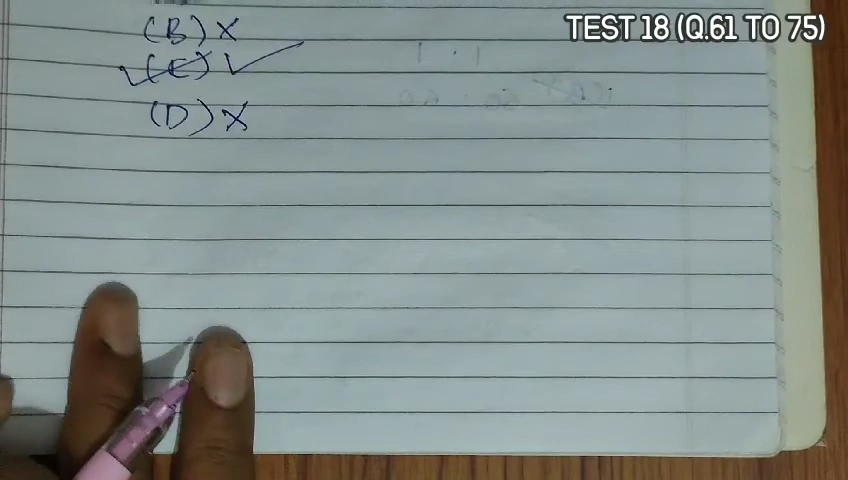 TEST 18 (Q.61 TO 75)
(B) X
✓(C) ✓
(D) X